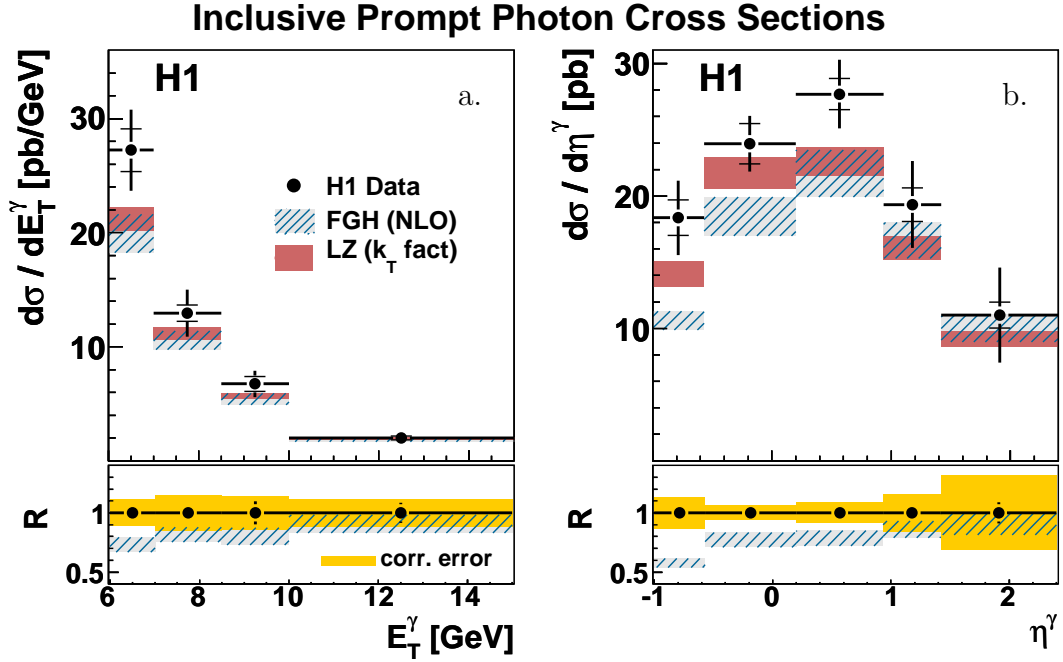 Inclusive Prompt Photon Cross Sections
dσ / dE_T^γ [pb/GeV]
30
20
10
H1
a.
H1 Data
FGH (NLO)
LZ (k_T fact)
R
1
0.5
corr. error
6
8
10
12
14
E_T^γ [GeV]
dσ / dη^γ [pb]
30
20
10
H1
b.
R
1
0.5
-1
0
1
2
η^γ